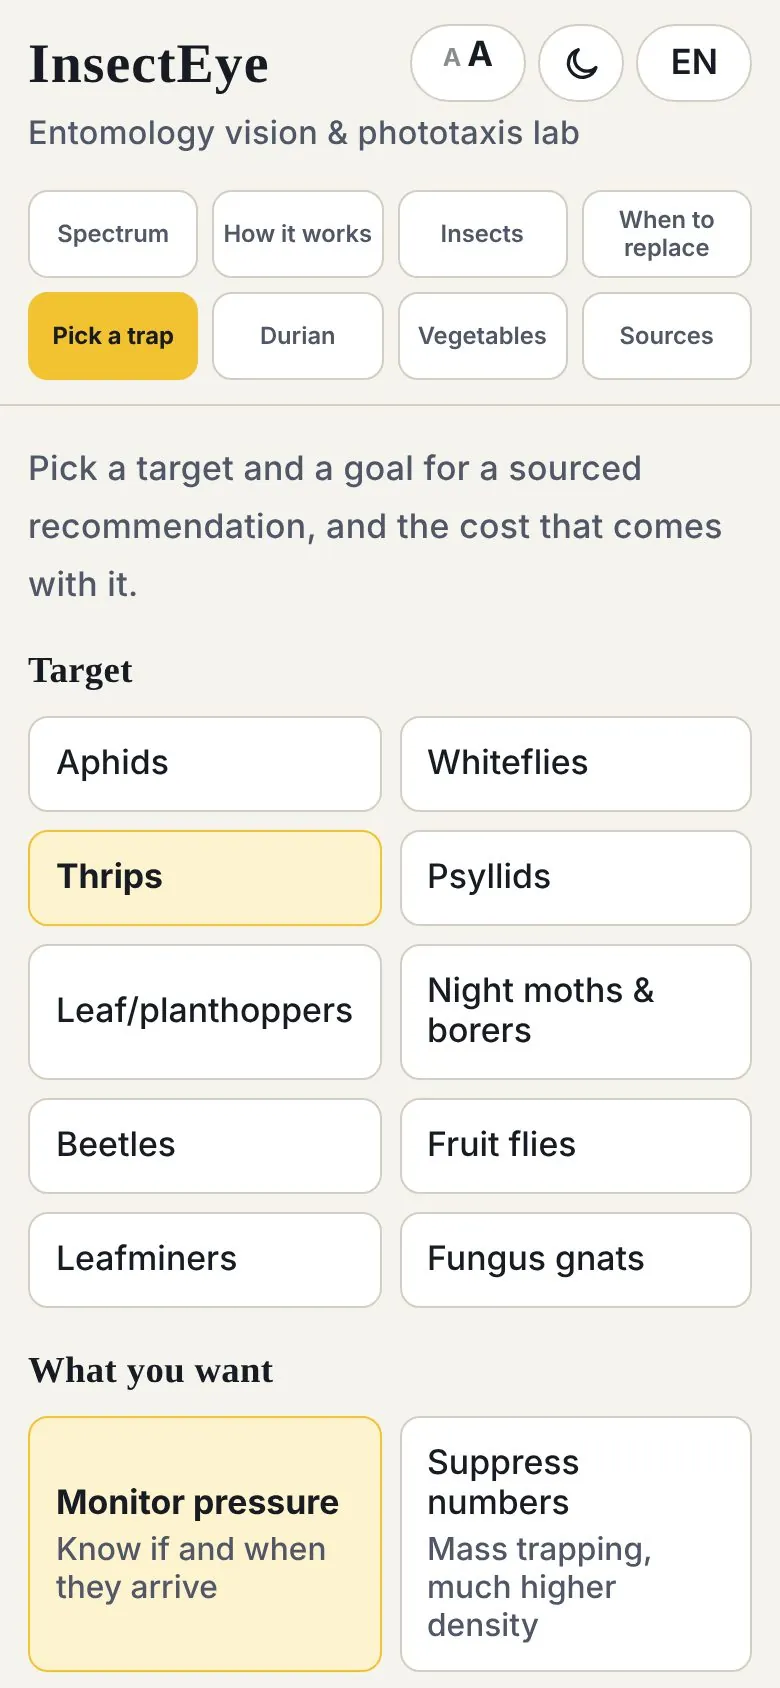 InsectEye
A A
EN
Entomology vision & phototaxis lab
Spectrum
How it works
Insects
When to
replace
Pick a trap
Durian
Vegetables
Sources
Pick a target and a goal for a sourced
recommendation, and the cost that comes
with it.
Target
Aphids
Whiteflies
Thrips
Psyllids
Leaf/planthoppers
Night moths &
borers
Beetles
Fruit flies
Leafminers
Fungus gnats
What you want
Monitor pressure
Know if and when
they arrive
Suppress
numbers
Mass trapping,
much higher
density